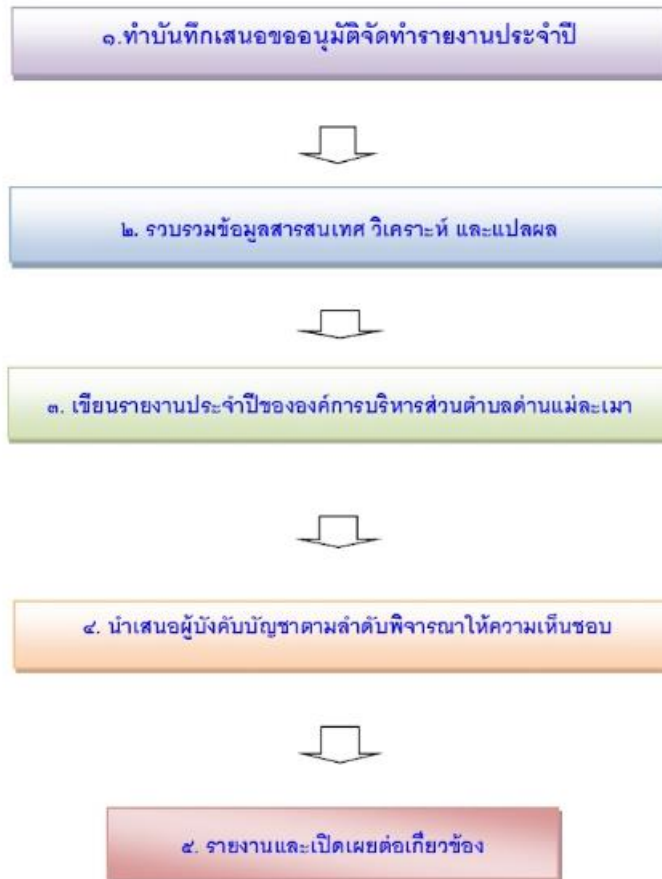 ๑.ทำบันทึกเสนอขออนุมัติจัดทำรายงานประจำปี
๒. รวบรวมข้อมูลสารสนเทศ วิเคราะห์ และแปลผล
๓. เขียนรายงานประจำปีขององค์การบริหารส่วนตำบลด่านแม่ละเมา
๔. นำเสนอผู้บังคับบัญชาตามลำดับพิจารณาให้ความเห็นชอบ
๕. รายงานและเปิดเผยต่อเกี่ยวข้อง